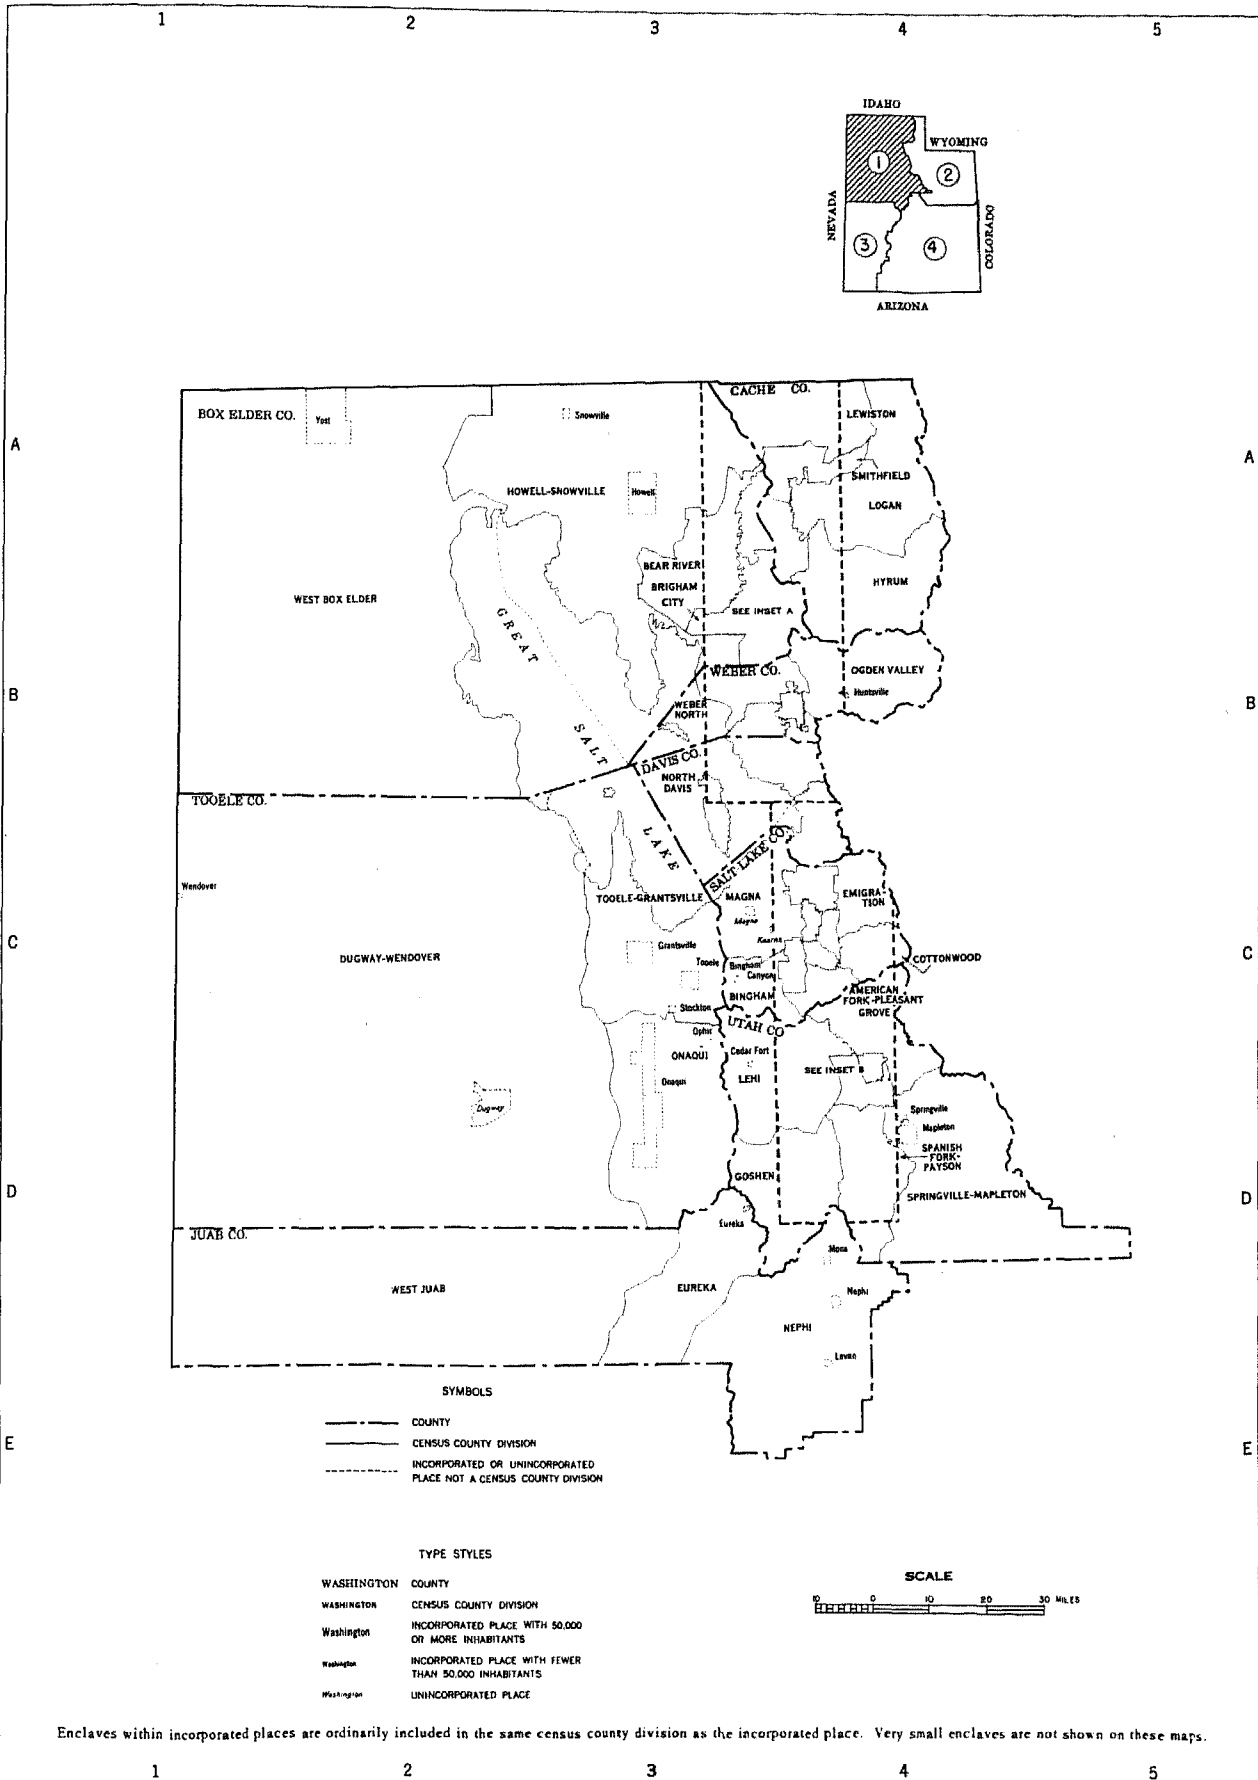 1 2 3 4 5
IDAHO
WYOMING
1
2
NEVADA
COLORADO
3
4
ARIZONA
CACHE CO.
BOX ELDER CO.
Yost
Snowville
LEWISTON
A A
SMITHFIELD
HOWELL-SNOWVILLE
Howell
LOGAN
BEAR RIVER
BRIGHAM
CITY
HYRUM
WEST BOX ELDER
SEE INSET A
GREAT
SALT
LAKE
WEBER CO.
OGDEN VALLEY
B B
Huntsville
WEBER
NORTH
DAVIS CO.
NORTH
DAVIS
TOOELE CO.
SALT LAKE CO.
Wendover
TOOELE-GRANTSVILLE
MAGNA
EMIGRA-
TION
Magna
Kearns
C C
Grantsville
DUGWAY-WENDOVER
COTTONWOOD
Tooele
Bingham
Canyon
BINGHAM
AMERICAN
FORK-PLEASANT
GROVE
Stockton
UTAH CO
Ophir
ONAQUI
Cedar Fort
LEHI
SEE INSET B
Onaqui
Dugway
Springville
Mapleton
SPANISH
FORK-
PAYSON
GOSHEN
D D
SPRINGVILLE-MAPLETON
Eureka
JUAB CO.
Mona
WEST JUAB
EUREKA
Nephi
NEPHI
Levan
SYMBOLS
COUNTY
E E
CENSUS COUNTY DIVISION
INCORPORATED OR UNINCORPORATED
PLACE NOT A CENSUS COUNTY DIVISION
TYPE STYLES
WASHINGTON COUNTY
WASHINGTON CENSUS COUNTY DIVISION
Washington INCORPORATED PLACE WITH 50,000
OR MORE INHABITANTS
Washington INCORPORATED PLACE WITH FEWER
THAN 50,000 INHABITANTS
Washington UNINCORPORATED PLACE
SCALE
10 0 10 20 30 MILES
Enclaves within incorporated places are ordinarily included in the same census county division as the incorporated place. Very small enclaves are not shown on these maps.
1 2 3 4 5